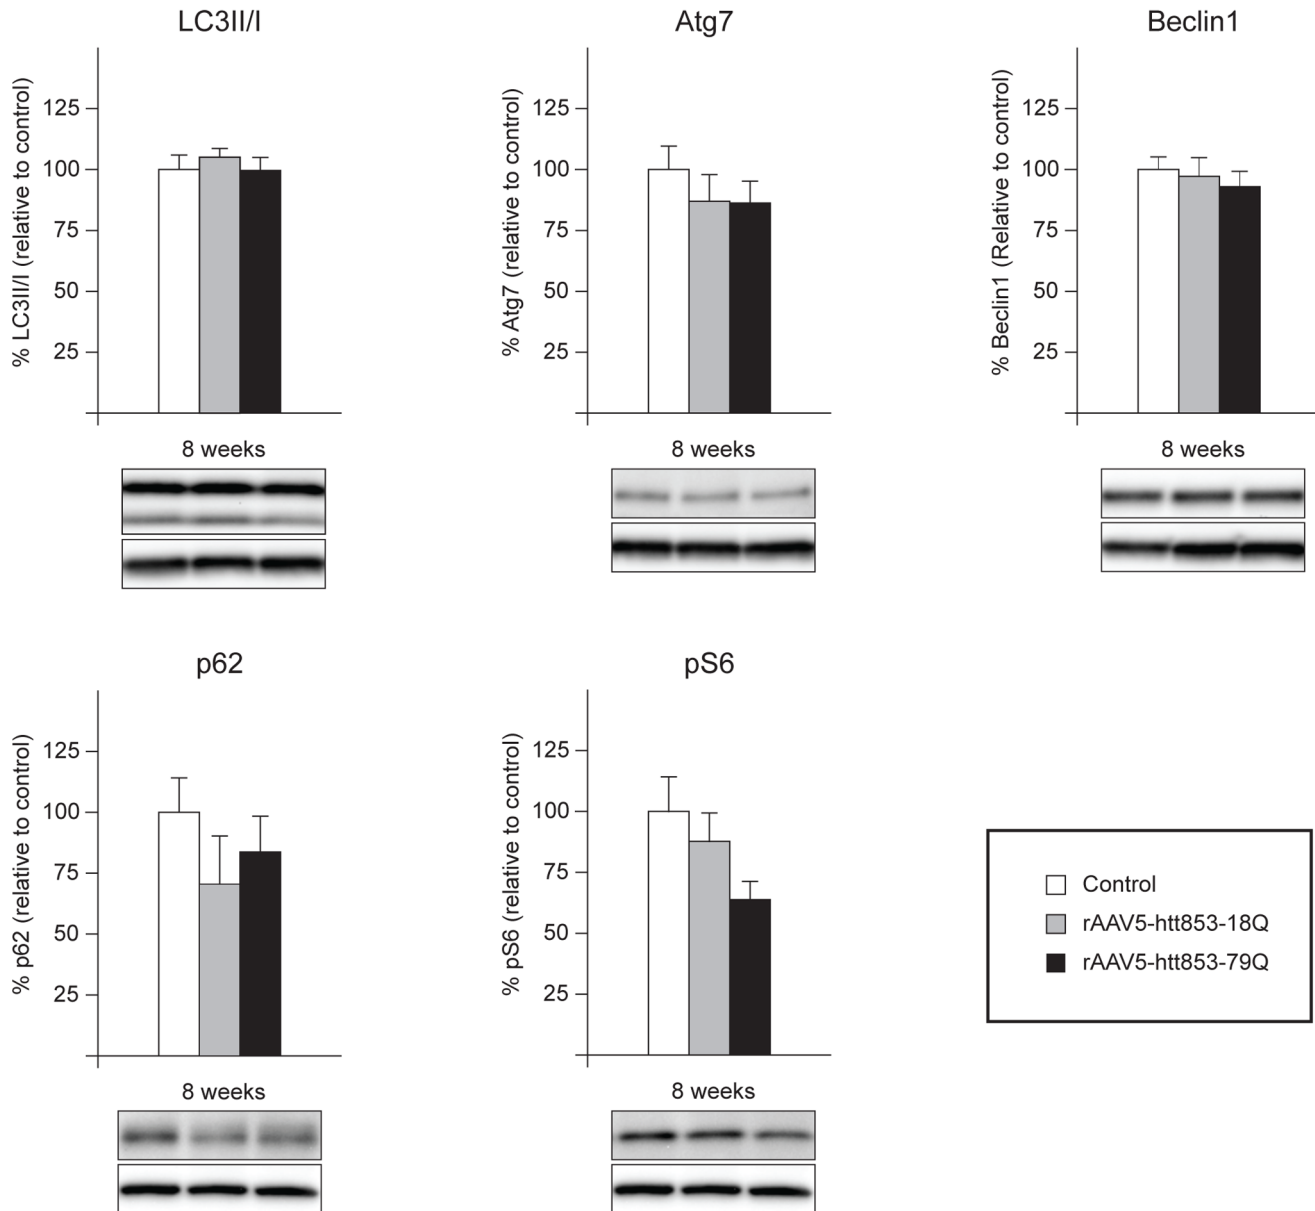 LC3II/I
% LC3II/I (relative to control)
125
100
75
50
25
8 weeks
Atg7
% Atg7 (relative to control)
125
100
75
50
25
8 weeks
Beclin1
% Beclin1 (Relative to control)
125
100
75
50
25
8 weeks
p62
% p62 (relative to control)
125
100
75
50
25
8 weeks
pS6
% pS6 (relative to control)
125
100
75
50
25
8 weeks
Control
rAAV5-htt853-18Q
rAAV5-htt853-79Q